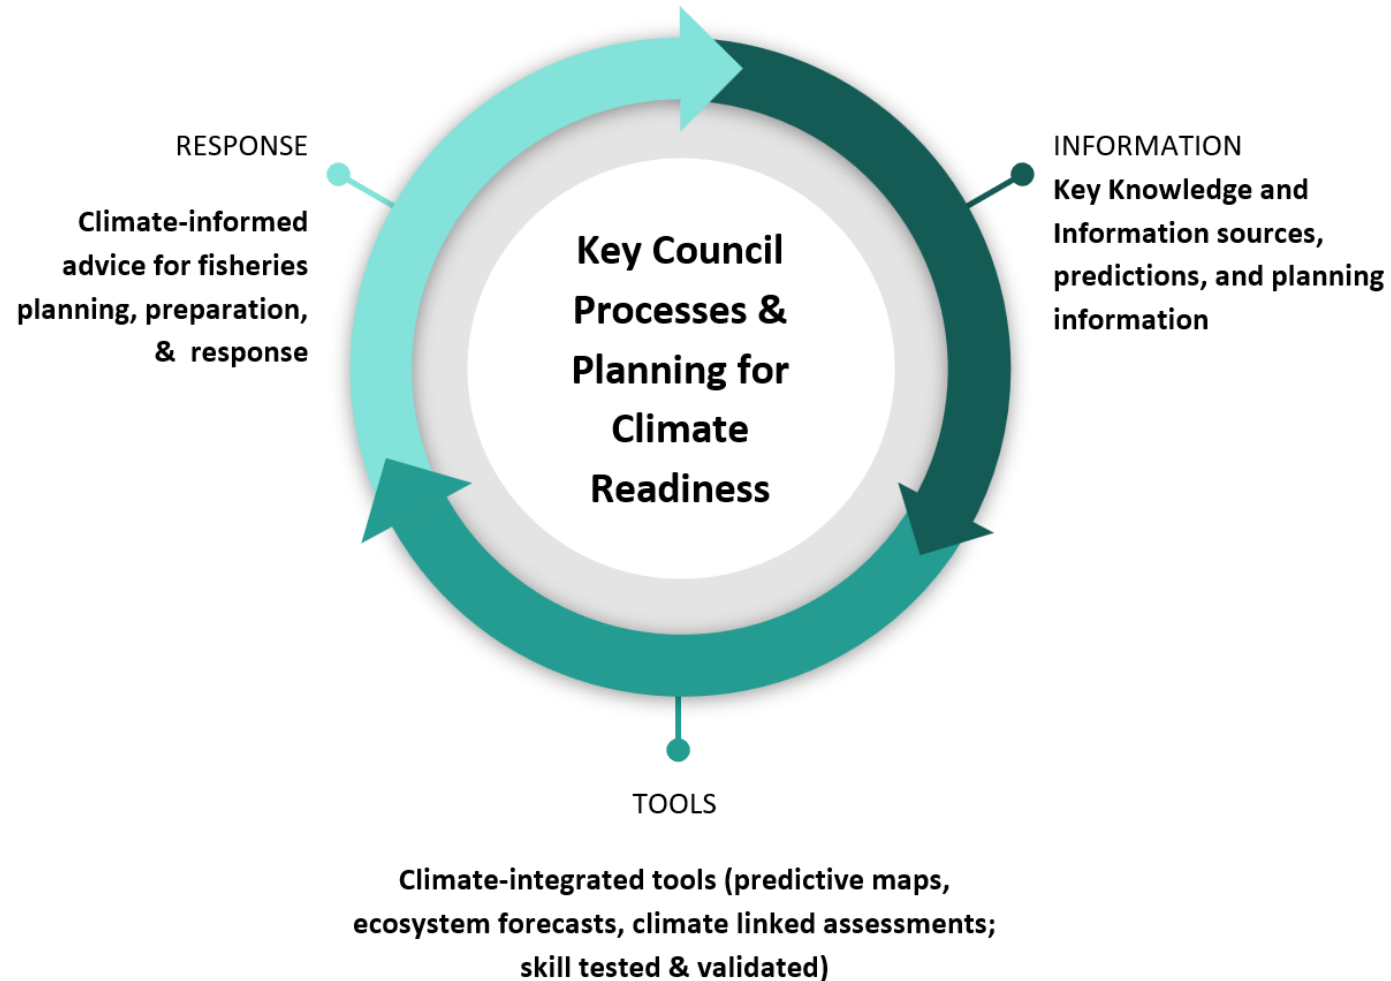 RESPONSE
Climate-informed
advice for fisheries
planning, preparation,
& response
Key Council
Processes &
Planning for
Climate
Readiness
INFORMATION
Key Knowledge and
Information sources,
predictions, and planning
information
TOOLS
Climate-integrated tools (predictive maps,
ecosystem forecasts, climate linked assessments;
skill tested & validated)